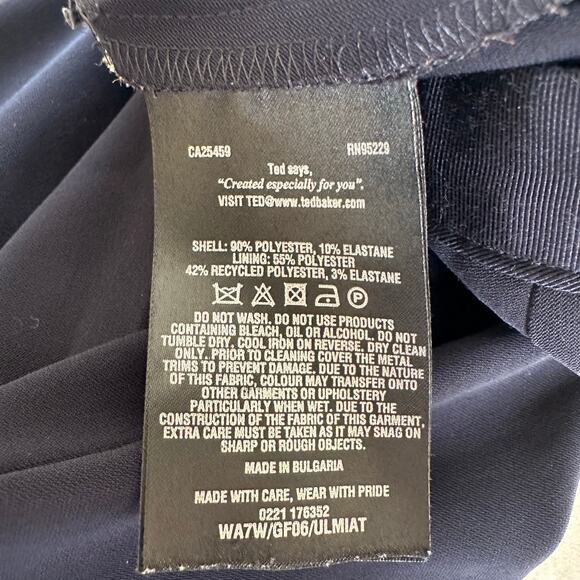 CA25459 RN95229
Ted says,
"Created especially for you".
VISIT TED@www.tedbaker.com
SHELL: 90% POLYESTER, 10% ELASTANE
LINING: 55% POLYESTER
42% RECYCLED POLYESTER, 3% ELASTANE
P
DO NOT WASH. DO NOT USE PRODUCTS
CONTAINING BLEACH, OIL OR ALCOHOL. DO NOT
TUMBLE DRY. COOL IRON ON REVERSE. DRY CLEAN
ONLY. PRIOR TO CLEANING COVER THE METAL
TRIMS TO PREVENT DAMAGE. DUE TO THE NATURE
OF THIS FABRIC, COLOUR MAY TRANSFER ONTO
OTHER GARMENTS OR UPHOLSTERY
PARTICULARLY WHEN WET. DUE TO THE
CONSTRUCTION OF THE FABRIC OF THIS GARMENT,
EXTRA CARE MUST BE TAKEN AS IT MAY SNAG ON
SHARP OR ROUGH OBJECTS.
MADE IN BULGARIA
MADE WITH CARE, WEAR WITH PRIDE
0221 176352
WA7W/GF06/ULMIAT